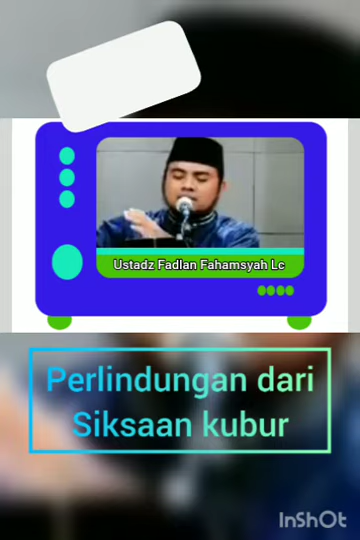 Ustadz Fadlan Fahamsyah Lc
Perlindungan dari
Siksaan kubur
InShOt